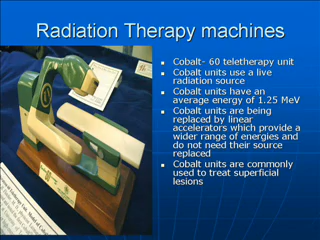 Radiation Therapy machines
Cobalt- 60 teletherapy unit
Cobalt units use a live
radiation source
Cobalt units have an
average energy of 1.25 MeV
Cobalt units are being
replaced by linear
accelerators which provide a
wider range of energies and
do not need their source
replaced
Cobalt units are commonly
used to treat superficial
lesions